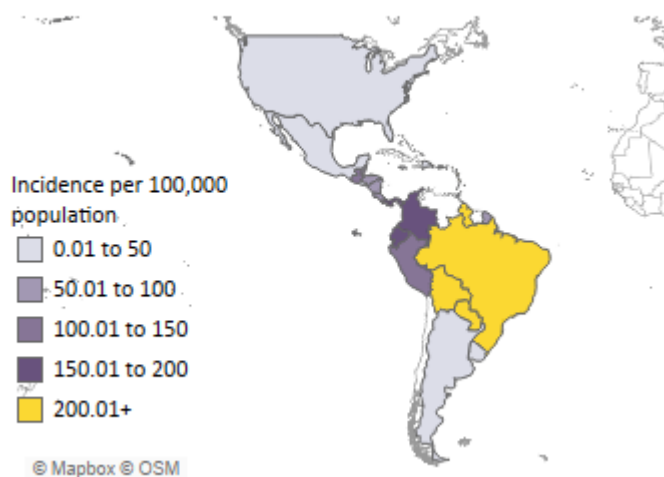 Incidence per 100,000
population
0.01 to 50
50.01 to 100
100.01 to 150
150.01 to 200
200.01+
© Mapbox © OSM